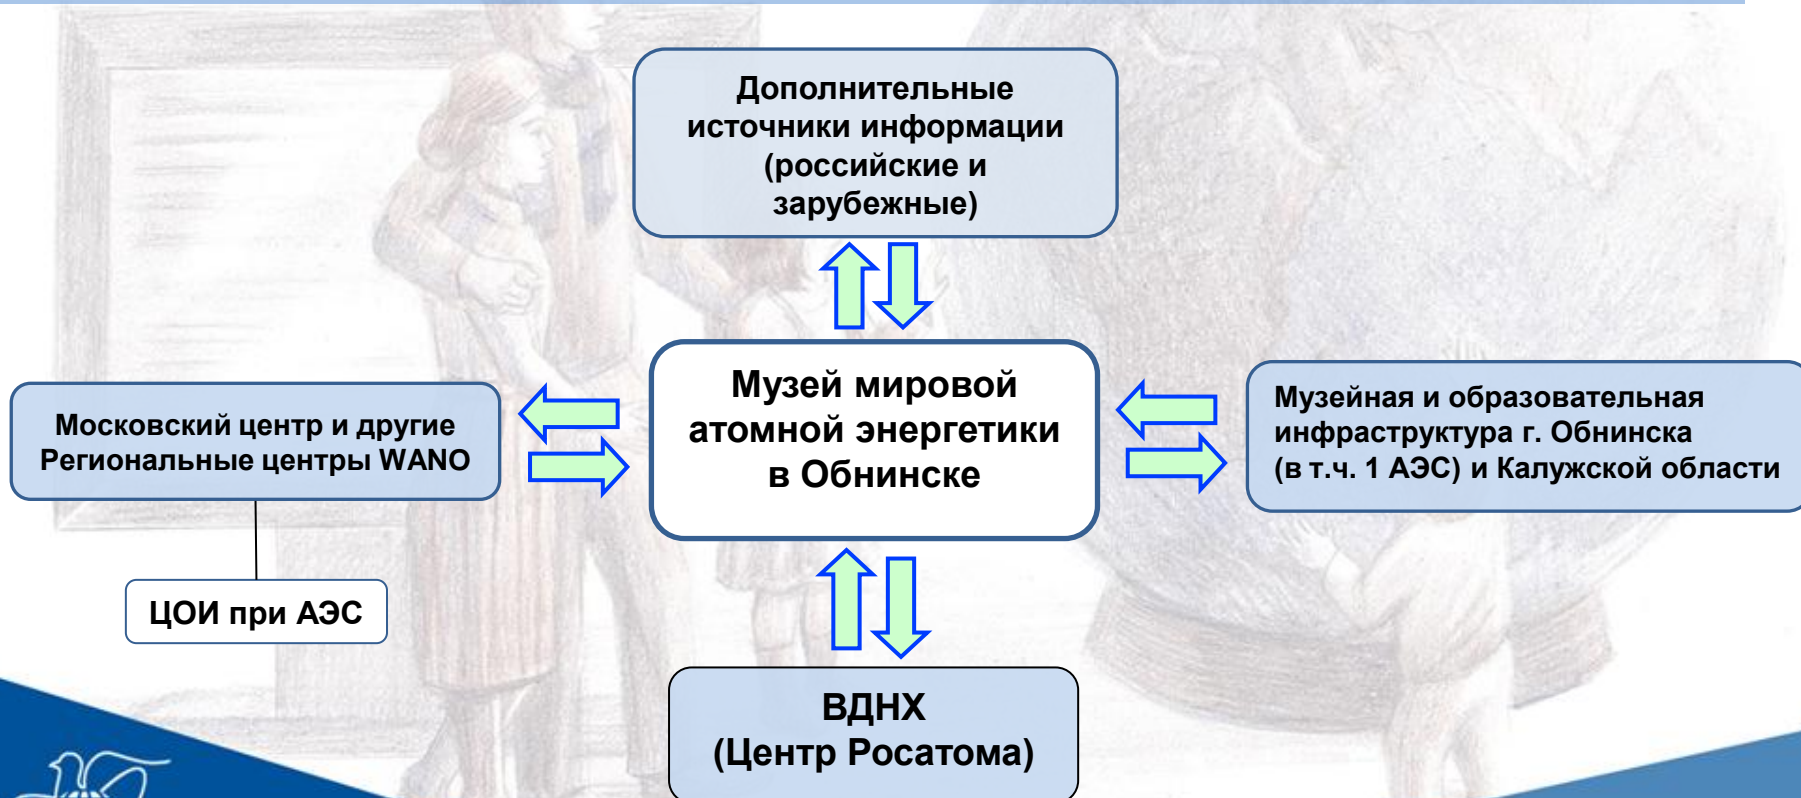 Дополнительные
источники информации
(российские и
зарубежные)
Музей мировой
атомной энергетики
в Обнинске
Московский центр и другие
Региональные центры WANO
Музейная и образовательная
инфраструктура г. Обнинска
(в т.ч. 1 АЭС) и Калужской области
ЦОИ при АЭС
ВДНХ
(Центр Росатома)